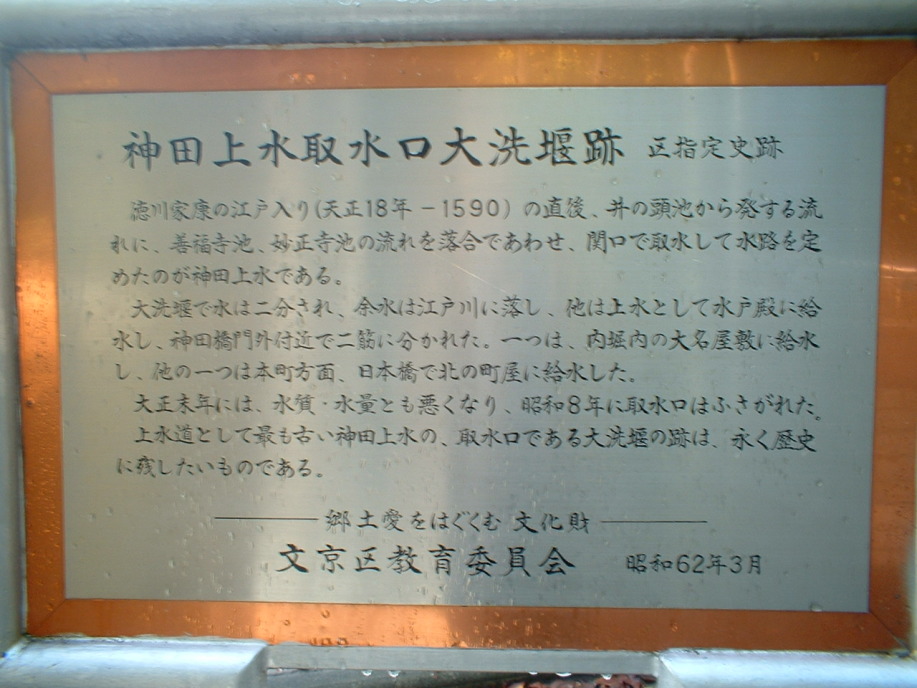 神田上水取水口大洗堰跡 区指定史跡
徳川家康の江戸入り(天正18年－1590)の直後、井の頭池から発する流
れに、善福寺池、妙正寺池の流れを落合であわせ、関口で取水して水路を定
めたのが神田上水である。
大洗堰で水は二分され、余水は江戸川に落し、他は上水として水戸殿に給
水し、神田橋門外付近で二筋に分かれた。一つは、内堀内の大名屋敷に給水
し、他の一つは本町方面、日本橋で北の町屋に給水した。
大正末年には、水質・水量とも悪くなり、昭和8年に取水口はふさがれた。
上水道として最も古い神田上水の、取水口である大洗堰の跡は、永く歴史
に残したいものである。
郷土愛をはぐくむ 文化財
文京区教育委員会 昭和62年3月